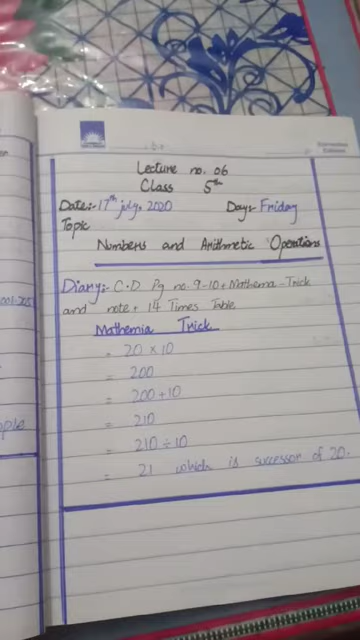 Lecture no. 06
Class 5th
Date:- 17th july, 2020 Day:- Friday
Topic
Numbers and Arithmetic Operations
Diary:- C.D Pg no. 9-10 + Mathema-Trick
and note + 14 Times Table
Mathemia Trick
= 20 × 10
= 200
= 200 + 10
= 210
= 210 ÷ 10
= 21 which is successor of 20.